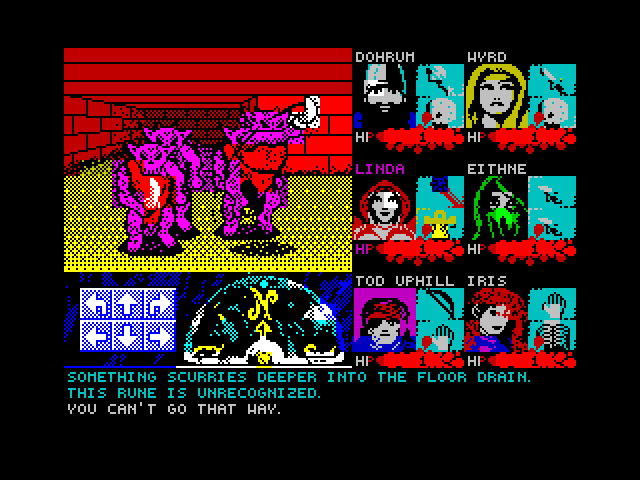 DOHRUM WYRD
HP HP
LINDA EITHNE
HP HP
TOD UPHILL IRIS
HP HP
SOMETHING SCURRIES DEEPER INTO THE FLOOR DRAIN.
THIS RUNE IS UNRECOGNIZED.
YOU CAN'T GO THAT WAY.